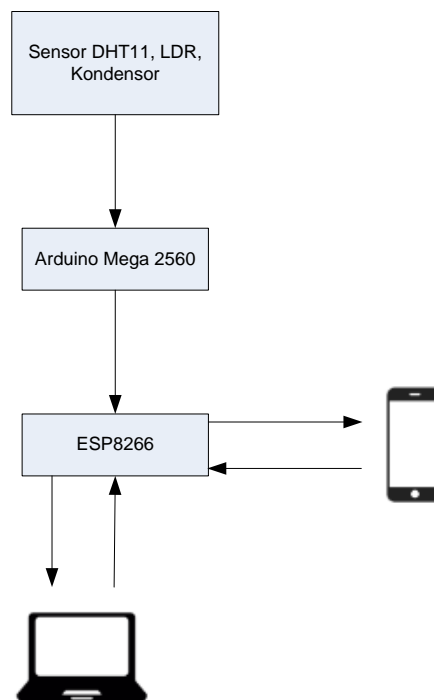 Sensor DHT11, LDR,
Kondensor
Arduino Mega 2560
ESP8266